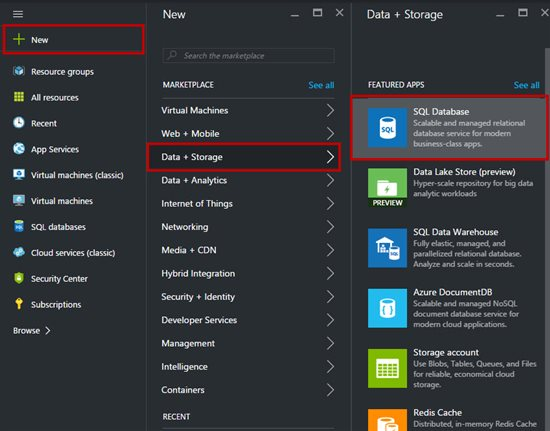 New
Resource groups
All resources
Recent
App Services
Virtual machines (classic)
Virtual machines
SQL databases
Cloud services (classic)
Security Center
Subscriptions
Browse >
New
Search the marketplace
MARKETPLACE
See all
Virtual Machines
Web + Mobile
Data + Storage
Data + Analytics
Internet of Things
Networking
Media + CDN
Hybrid Integration
Security + Identity
Developer Services
Management
Intelligence
Containers
RECENT
Data + Storage
FEATURED APPS
See all
SQL
SQL Database
Scalable and managed relational
database service for modern
business-class apps.
PREVIEW
Data Lake Store (preview)
Hyper-scale repository for big data
analytic workloads
SQL
SQL Data Warehouse
Fully elastic, managed, and
parallelized relational database.
Analyze and scale in seconds.
Azure DocumentDB
Scalable and managed NoSQL
document database service for
modern cloud applications.
Storage account
Use Blobs, Tables, Queues, and Files
for reliable, economical cloud
storage.
Redis Cache
Distributed, in-memory Redis Cache